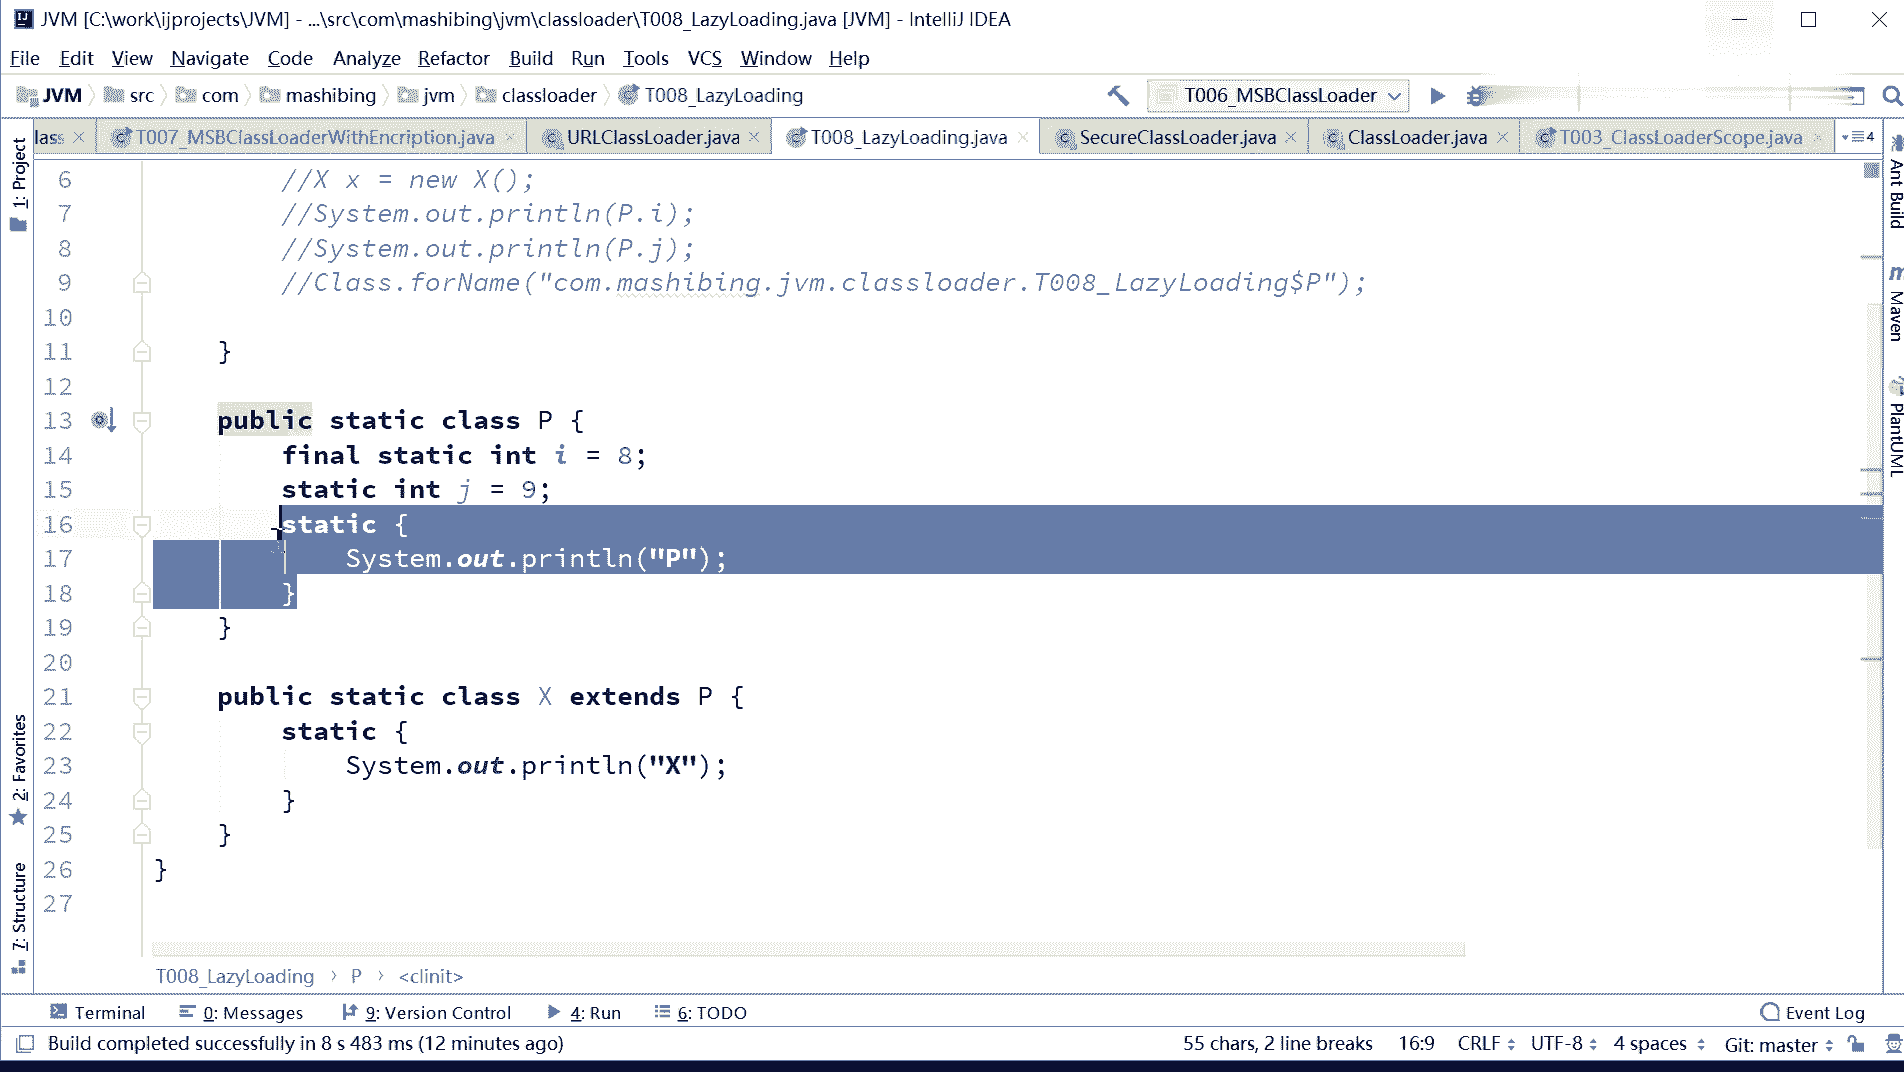 JVM [C:\work\ijprojects\JVM] - ...\src\com\mashibing\jvm\classloader\T008_LazyLoading.java [JVM] - IntelliJ IDEA
File Edit View Navigate Code Analyze Refactor Build Run Tools VCS Window Help
JVM src com mashibing jvm classloader T008_LazyLoading T006_MSBClassLoader
lass T007_MSBClassLoaderWithEncription.java URLClassLoader.java T008_LazyLoading.java SecureClassLoader.java ClassLoader.java T003_ClassLoaderScope.java 4
1: Project
2: Favorites
7: Structure
6 //X x = new X();
7 //System.out.println(P.i);
8 //System.out.println(P.j);
9 //Class.forName("com.mashibing.jvm.classloader.T008_LazyLoading$P");
10
11 }
12
13 public static class P {
14 final static int i = 8;
15 static int j = 9;
16 static {
17 System.out.println("P");
18 }
19 }
20
21 public static class X extends P {
22 static {
23 System.out.println("X");
24 }
25 }
26 }
27
Ant Build
Maven
PlantUML
T008_LazyLoading › P › <clinit>
Terminal 0: Messages 9: Version Control 4: Run 6: TODO Event Log
Build completed successfully in 8 s 483 ms (12 minutes ago) 55 chars, 2 line breaks 16:9 CRLF UTF-8 4 spaces Git: master